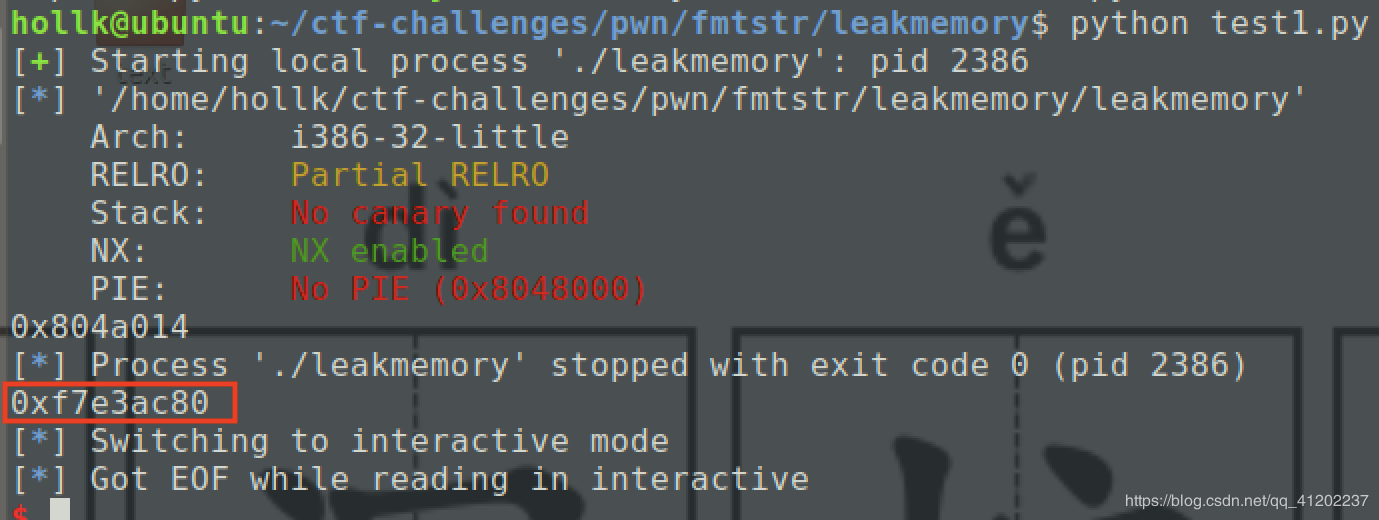 hollk@ubuntu:~/ctf-challenges/pwn/fmtstr/leakmemory$ python test1.py
[+] Starting local process './leakmemory': pid 2386
[*] '/home/hollk/ctf-challenges/pwn/fmtstr/leakmemory/leakmemory'
    Arch:     i386-32-little
    RELRO:    Partial RELRO
    Stack:    No canary found
    NX:       NX enabled
    PIE:      No PIE (0x8048000)
0x804a014
[*] Process './leakmemory' stopped with exit code 0 (pid 2386)
0xf7e3ac80
[*] Switching to interactive mode
[*] Got EOF while reading in interactive
$
dì
ě
https://blog.csdn.net/qq_41202237